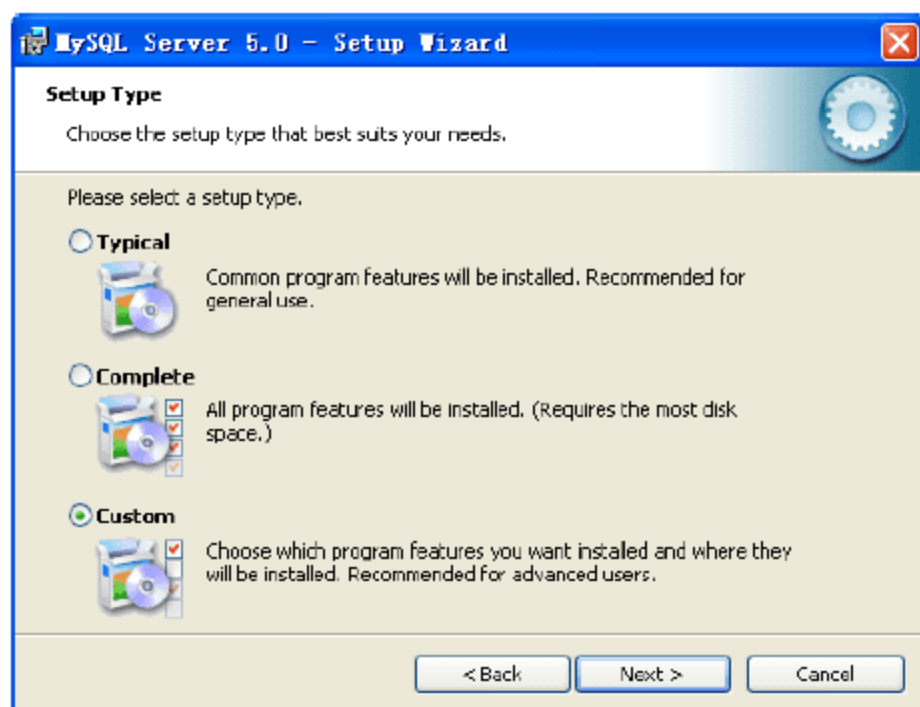 MySQL Server 5.0 - Setup Wizard
Setup Type
Choose the setup type that best suits your needs.
Please select a setup type.
Typical
Common program features will be installed. Recommended for
general use.
Complete
All program features will be installed. (Requires the most disk
space.)
Custom
Choose which program features you want installed and where they
will be installed. Recommended for advanced users.
< Back
Next >
Cancel